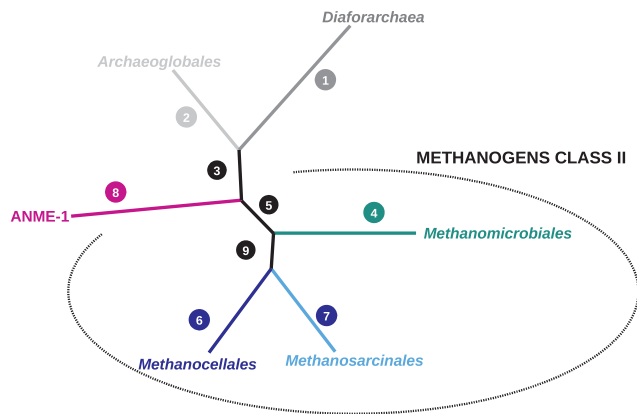 Diaforarchaea
Archaeoglobales
1
2
METHANOGENS CLASS II
3
8
5
ANME-1
4
Methanomicrobiales
9
6
7
Methanocellales
Methanosarcinales